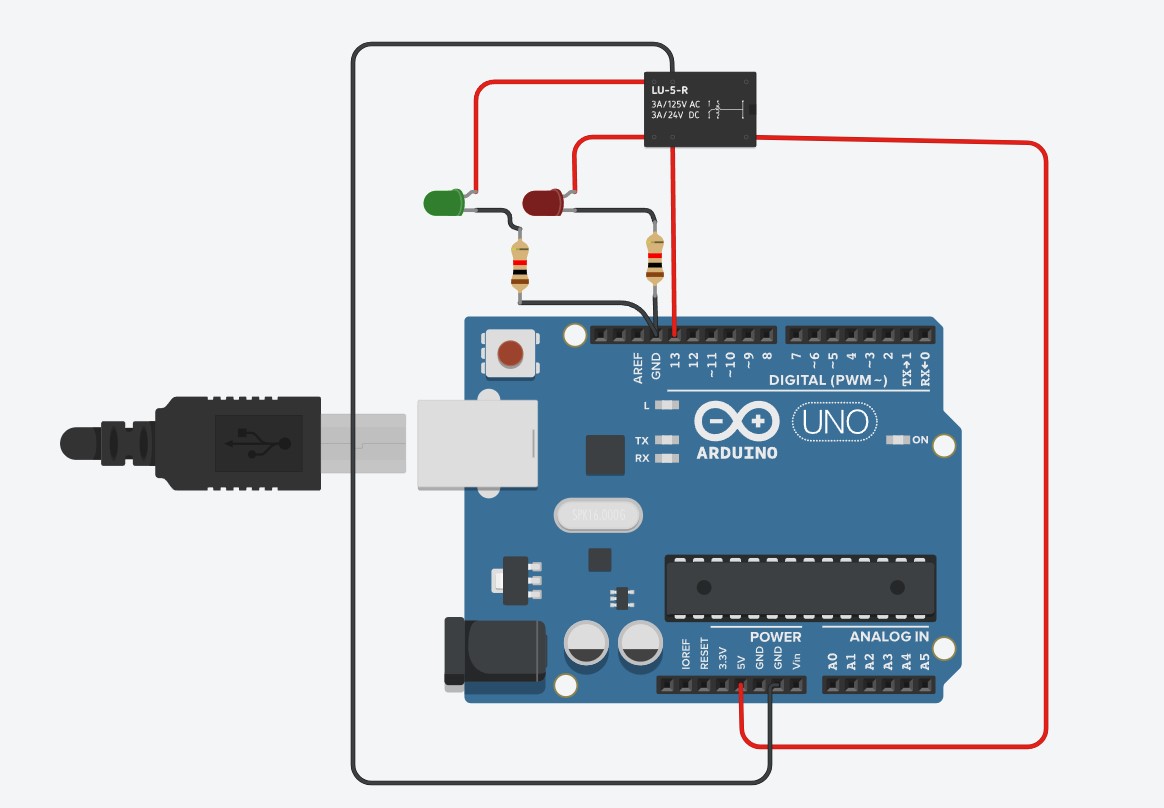 LU-5-R
3A/125V AC
3A/24V DC
AREF
GND
13
12
~11
~10
~9
8
7
~6
~5
4
~3
2
TX→1
RX←0
DIGITAL (PWM~)
L
TX
RX
ARDUINO
UNO
ON
SPK16.000G
POWER
ANALOG IN
IOREF
RESET
3.3V
5V
GND
GND
Vin
A0
A1
A2
A3
A4
A5